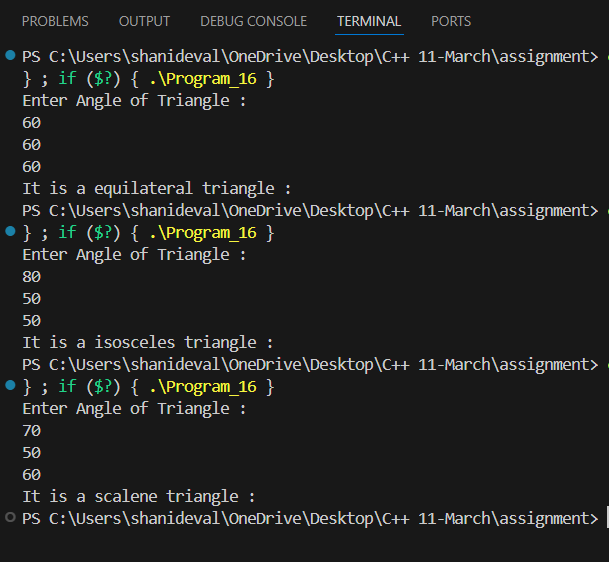 PROBLEMS OUTPUT DEBUG CONSOLE TERMINAL PORTS
PS C:\Users\shanideval\OneDrive\Desktop\C++ 11-March\assignment>
} ; if ($?) { .\Program_16 }
Enter Angle of Triangle :
60
60
60
It is a equilateral triangle :
PS C:\Users\shanideval\OneDrive\Desktop\C++ 11-March\assignment>
} ; if ($?) { .\Program_16 }
Enter Angle of Triangle :
80
50
50
It is a isosceles triangle :
PS C:\Users\shanideval\OneDrive\Desktop\C++ 11-March\assignment>
} ; if ($?) { .\Program_16 }
Enter Angle of Triangle :
70
50
60
It is a scalene triangle :
PS C:\Users\shanideval\OneDrive\Desktop\C++ 11-March\assignment>